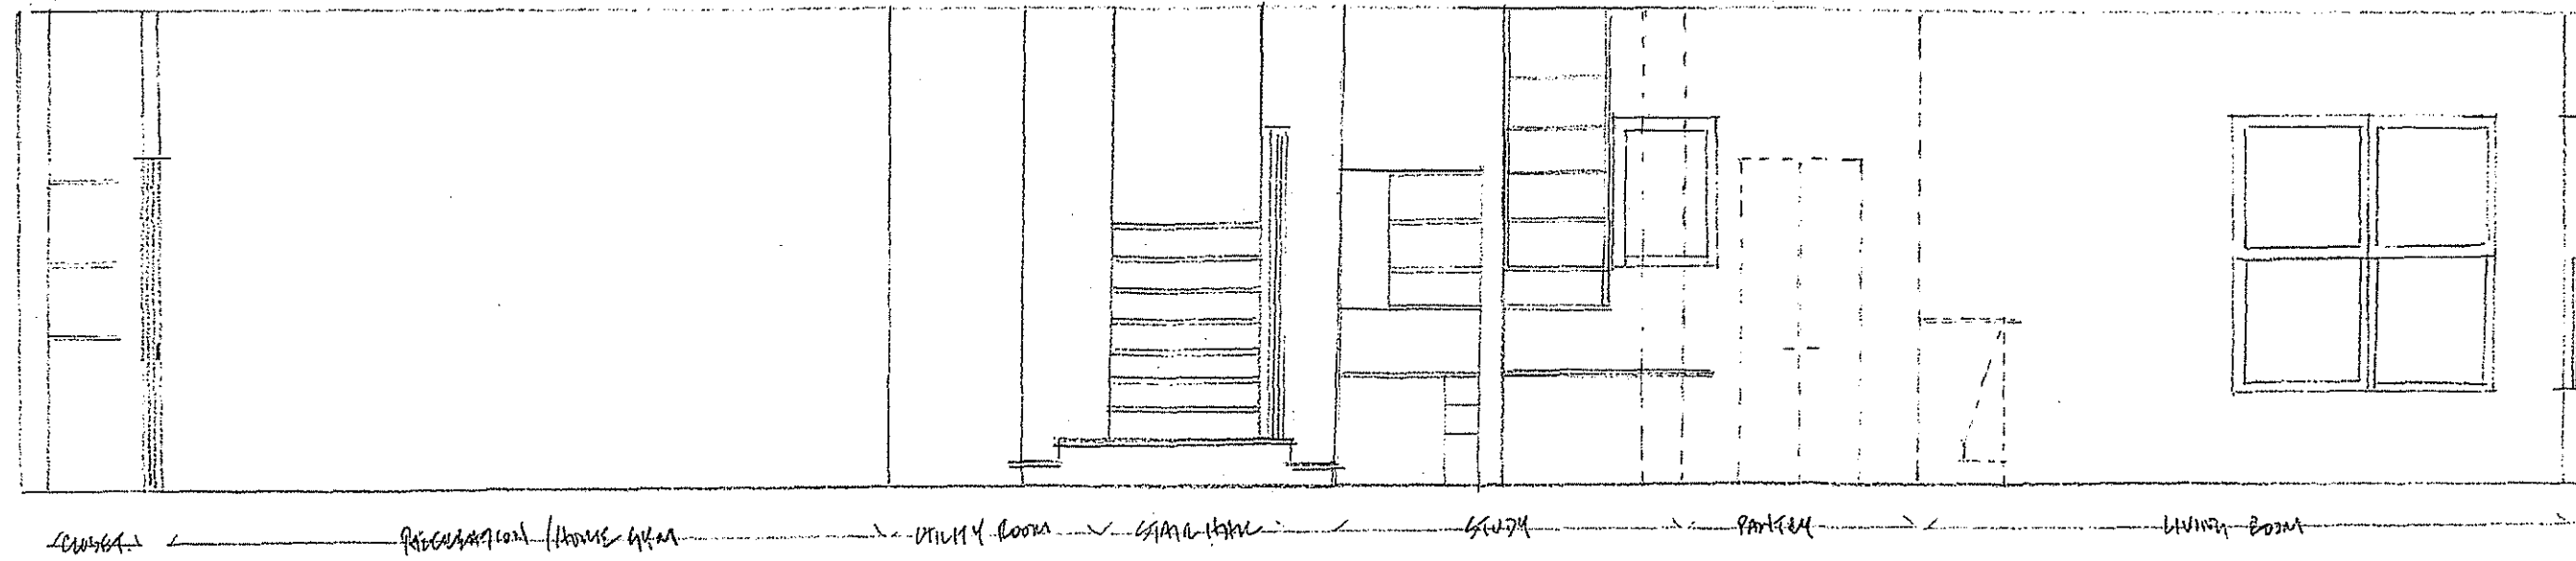 CLOSET
RECREATION / HOME GYM
UTILITY ROOM
STAIR HALL
STUDY
PANTRY
LIVING ROOM